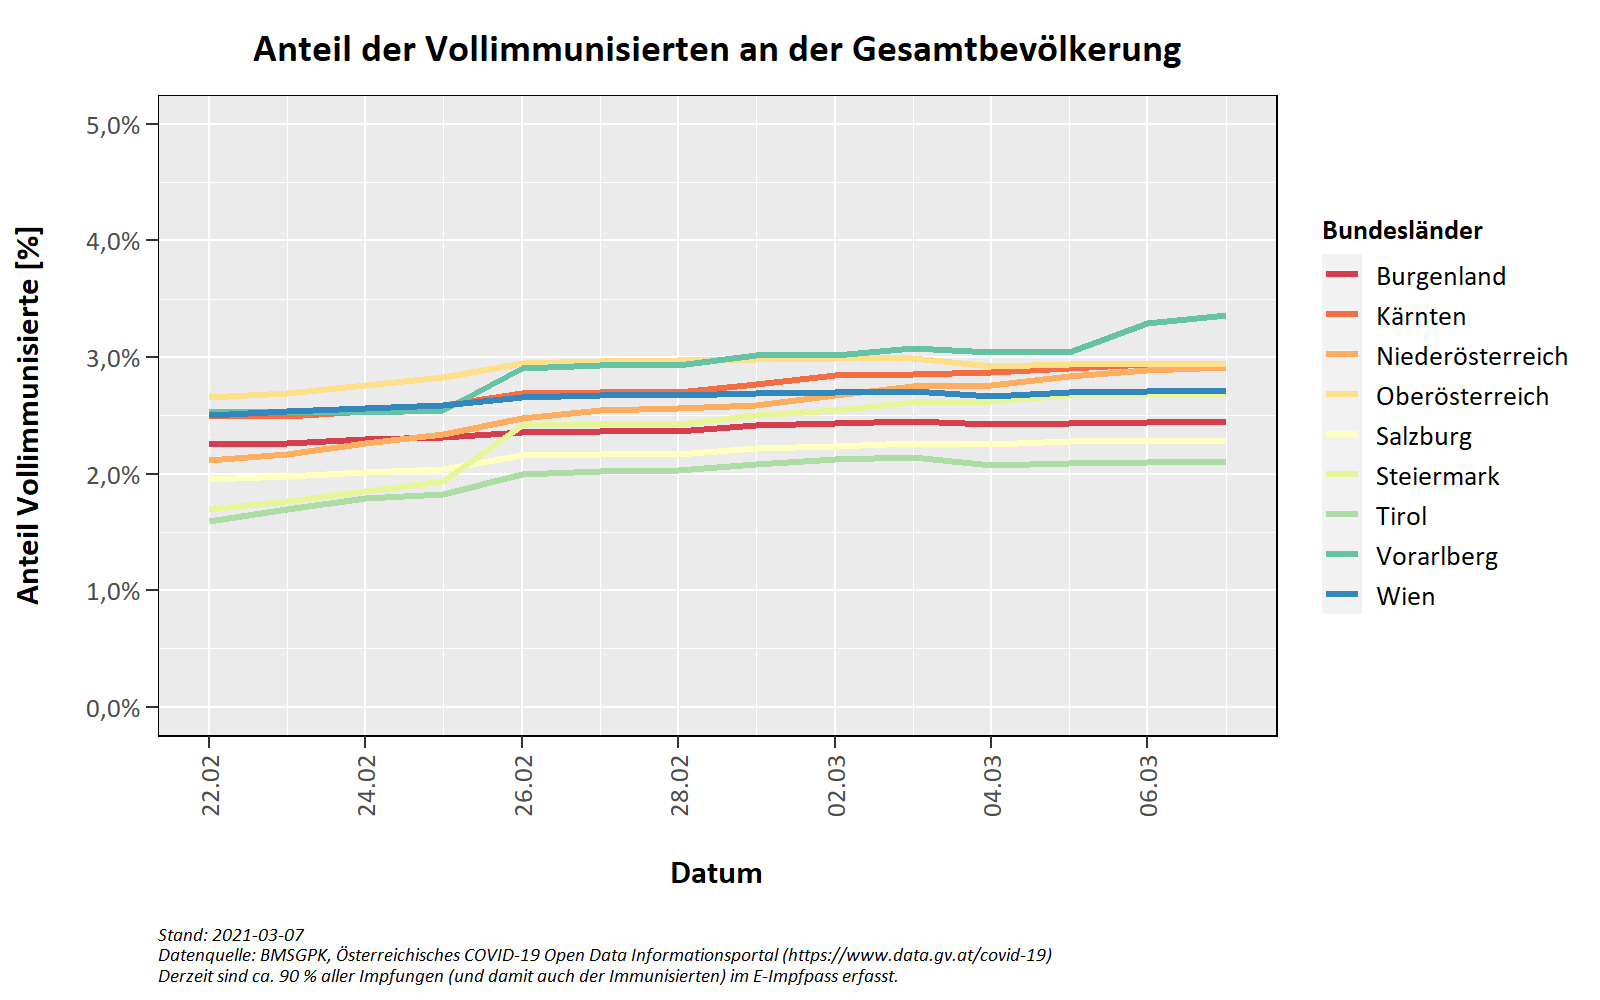 Anteil der Vollimmunisierten an der Gesamtbevölkerung
Anteil Vollimmunisierte [%]
5,0%
4,0%
3,0%
2,0%
1,0%
0,0%
22.02
24.02
26.02
28.02
02.03
04.03
06.03
Datum
Bundesländer
Burgenland
Kärnten
Niederösterreich
Oberösterreich
Salzburg
Steiermark
Tirol
Vorarlberg
Wien
Stand: 2021-03-07
Datenquelle: BMSGPK, Österreichisches COVID-19 Open Data Informationsportal (https://www.data.gv.at/covid-19)
Derzeit sind ca. 90 % aller Impfungen (und damit auch der Immunisierten) im E-Impfpass erfasst.